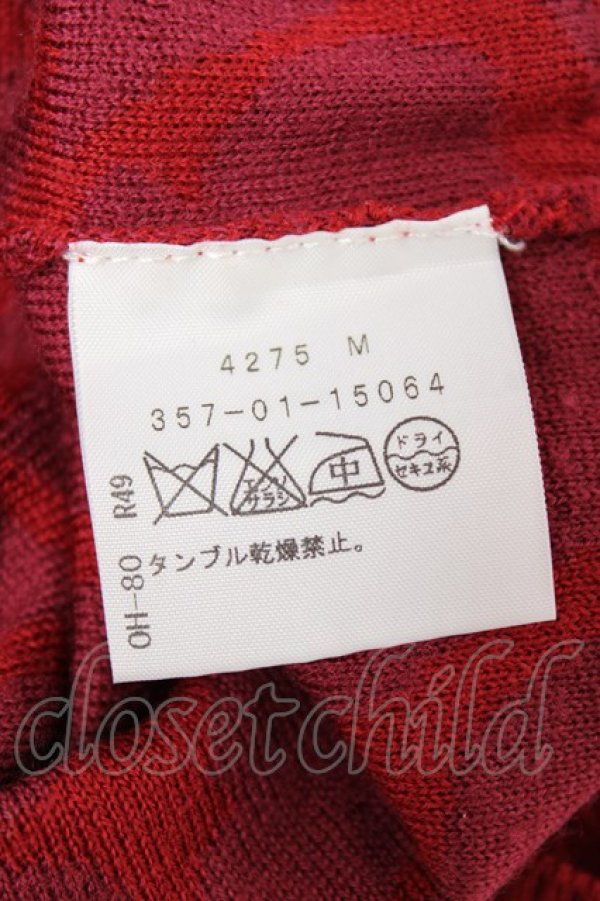 4275 M
357-01-15064
エンソ
サラシ
中
ドライ
セキユ系
タンブル乾燥禁止。
OH-80 R49
closetchild